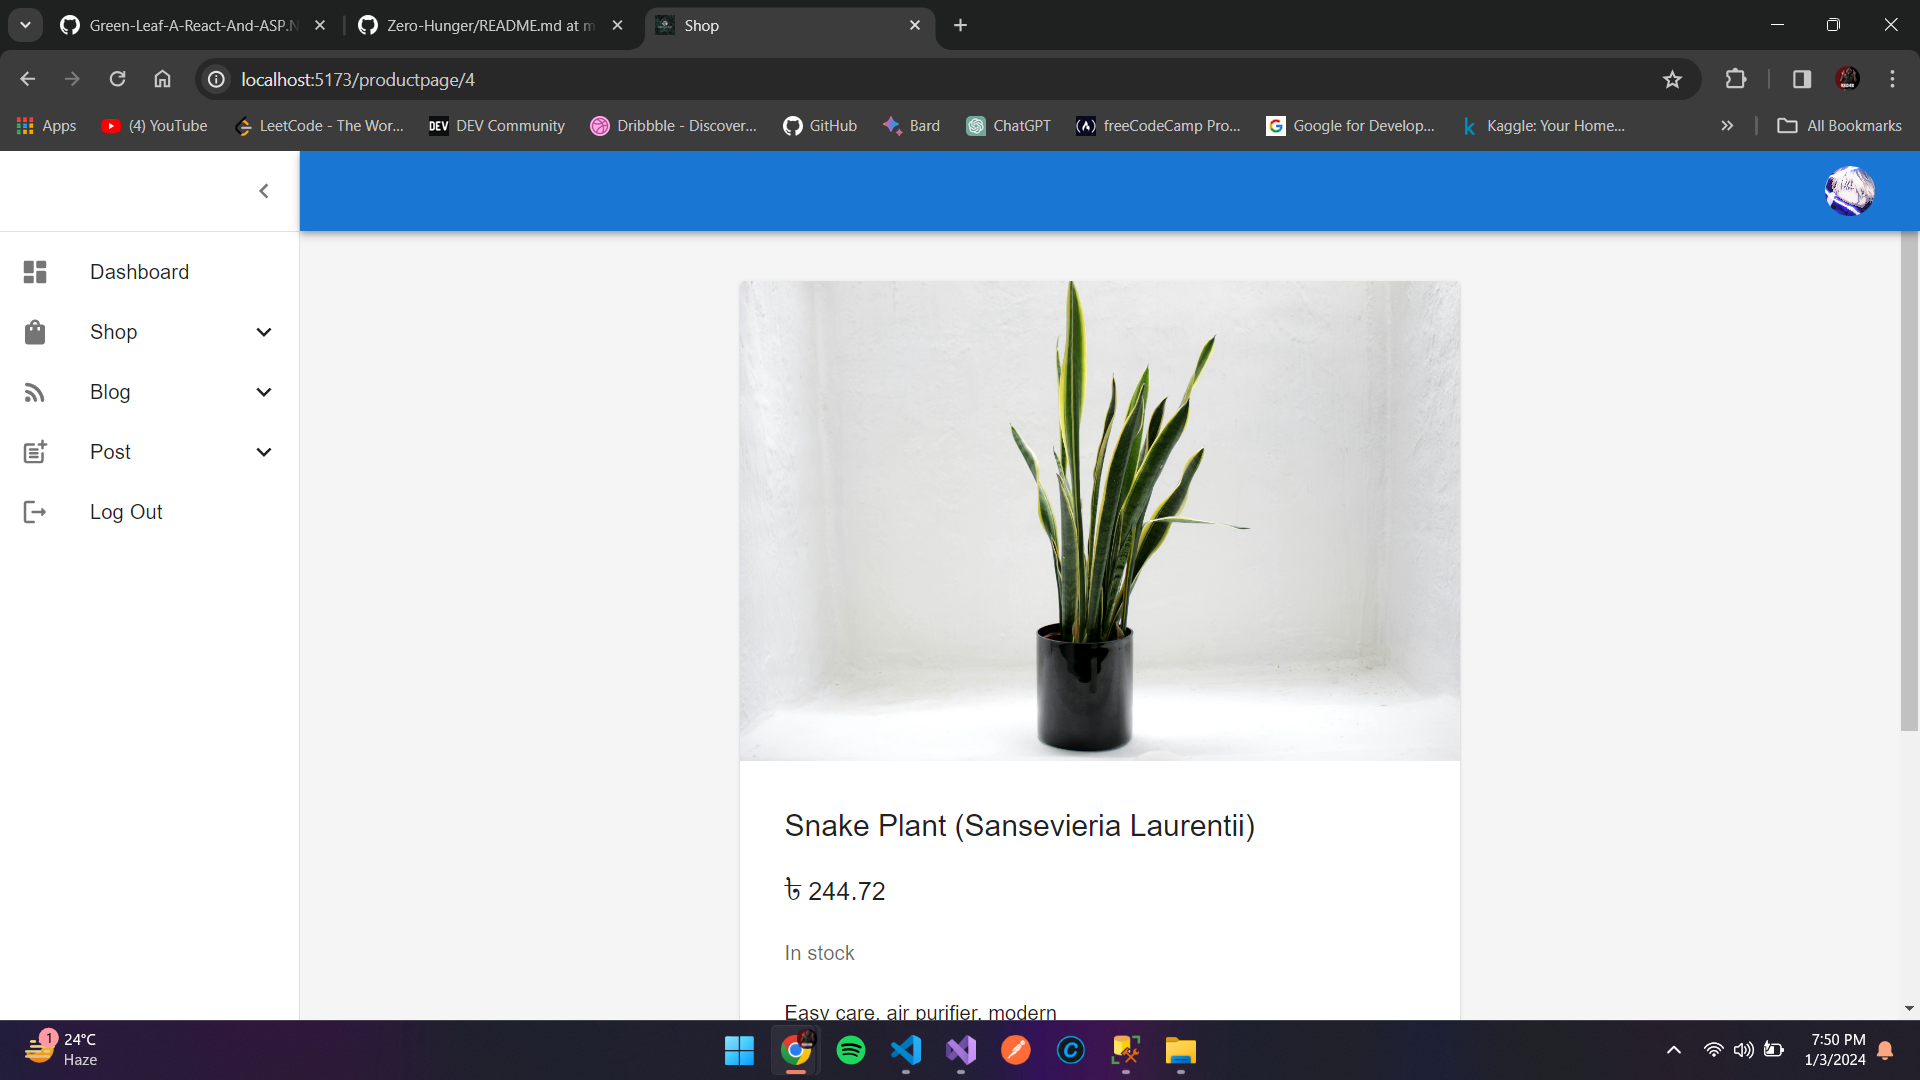 Green-Leaf-A-React-And-ASP.N
Zero-Hunger/README.md at m
Shop
localhost:5173/productpage/4
Apps
(4) YouTube
LeetCode - The Wor...
DEV
DEV Community
Dribbble - Discover...
GitHub
Bard
ChatGPT
freeCodeCamp Pro...
Google for Develop...
Kaggle: Your Home...
All Bookmarks
Dashboard
Shop
Blog
Post
Log Out
Snake Plant (Sansevieria Laurentii)
৳ 244.72
In stock
Easy care, air purifier, modern
1
24°C
Haze
7:50 PM
1/3/2024